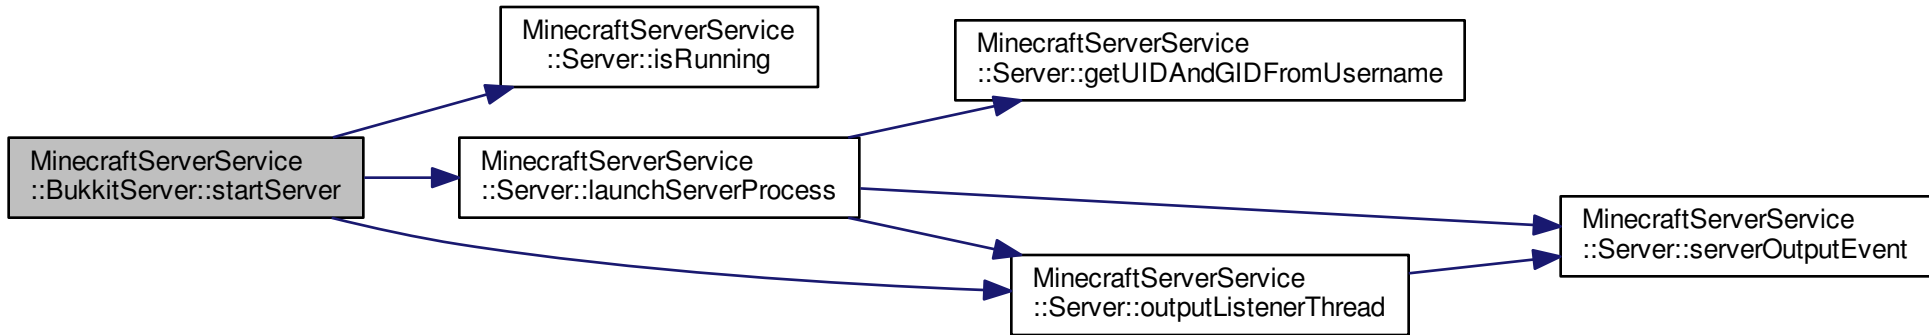 MinecraftServerService
::BukkitServer::startServer
MinecraftServerService
::Server::isRunning
MinecraftServerService
::Server::launchServerProcess
MinecraftServerService
::Server::getUIDAndGIDFromUsername
MinecraftServerService
::Server::outputListenerThread
MinecraftServerService
::Server::serverOutputEvent